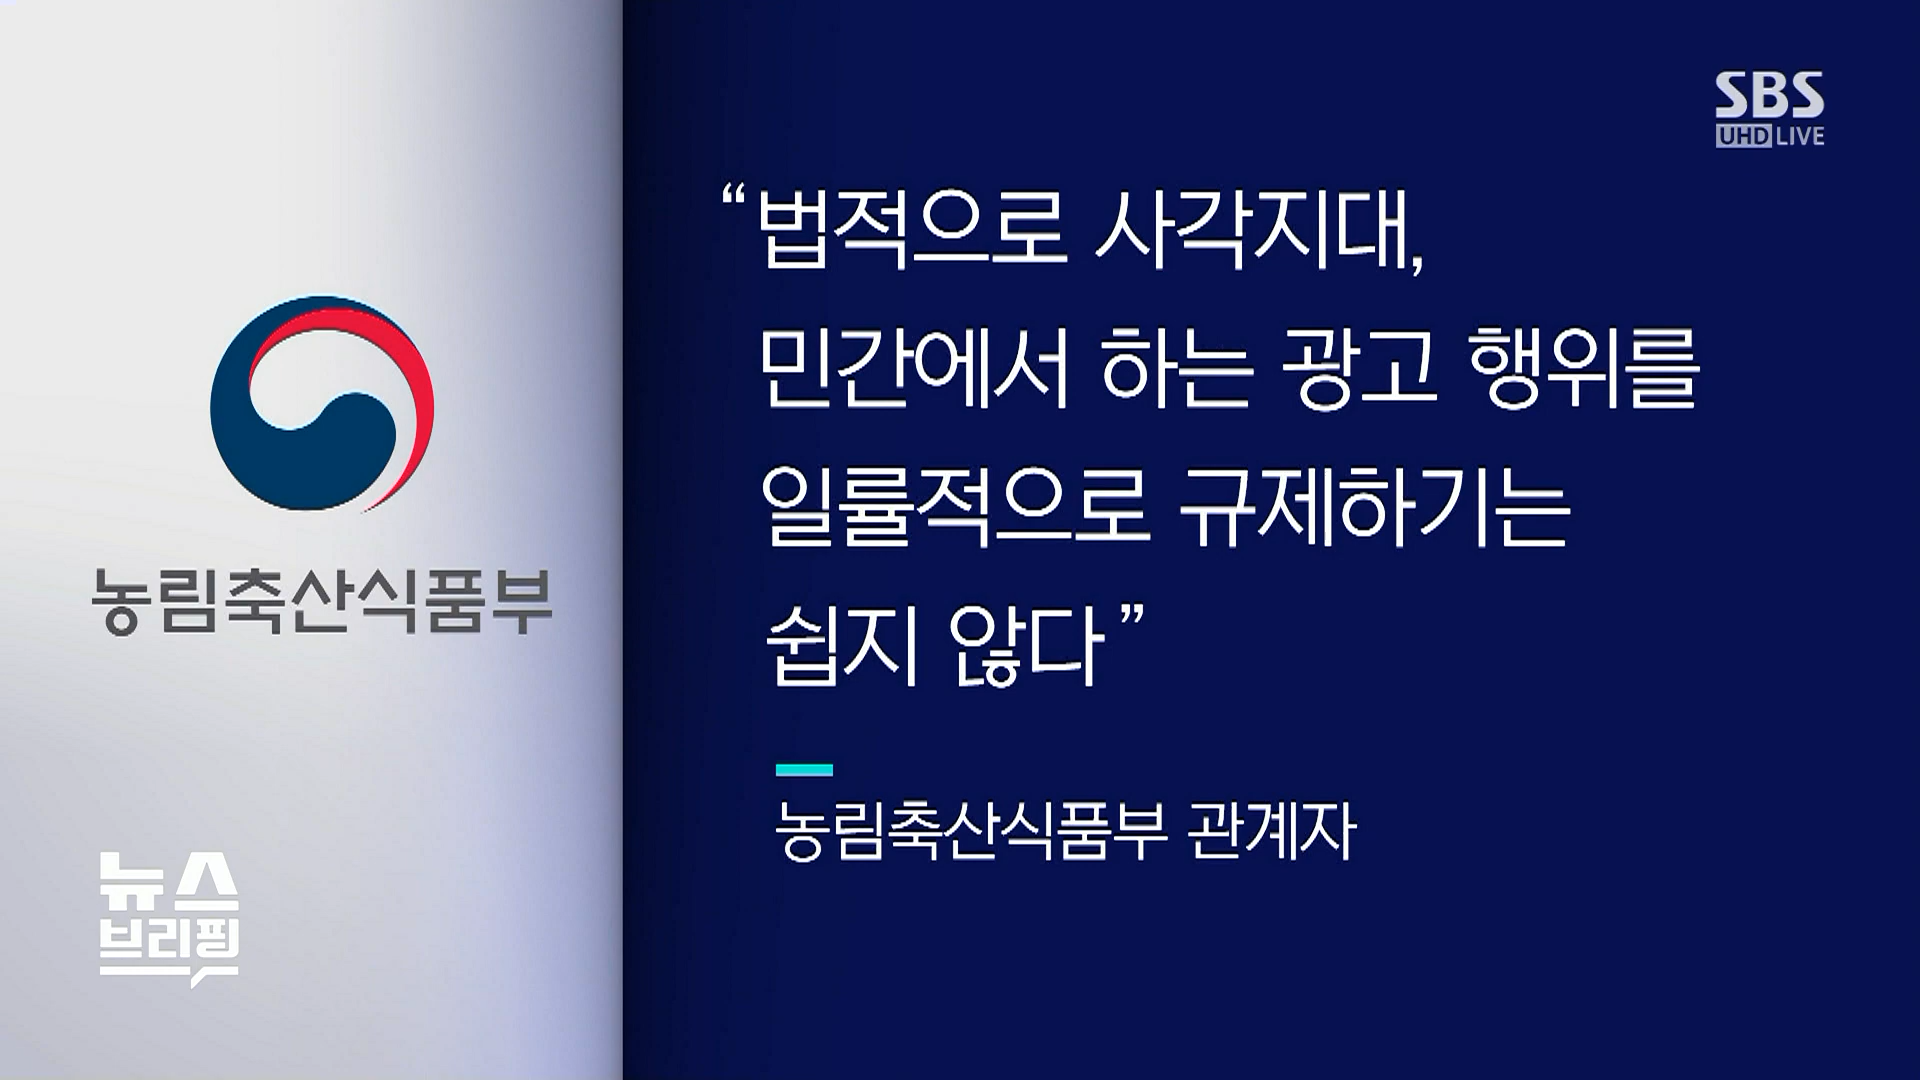 SBS
UHD LIVE
“법적으로 사각지대,
민간에서 하는 광고 행위를
일률적으로 규제하기는
쉽지 않다”
농림축산식품부 관계자
농림축산식품부
뉴스
브리핑